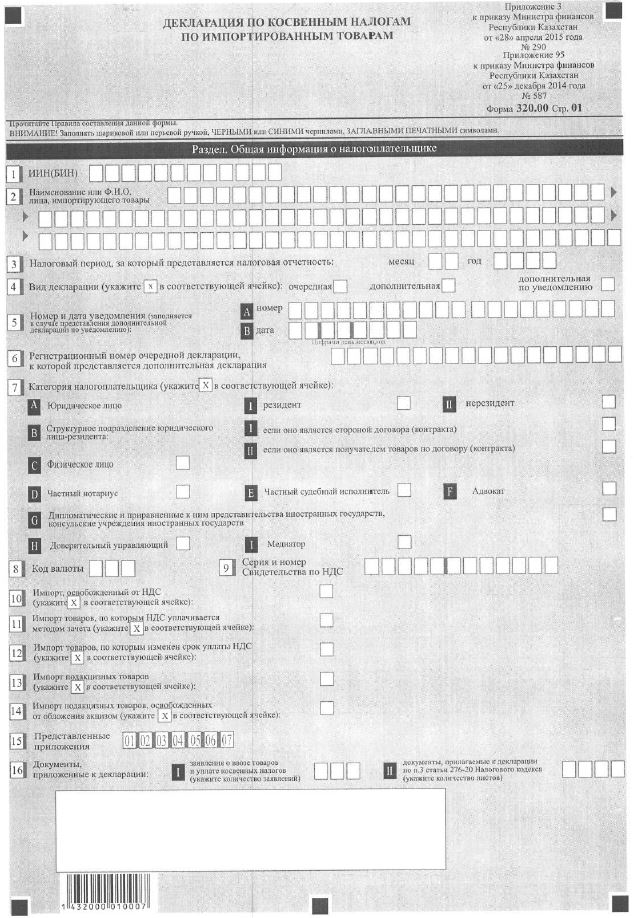 Приложение 3
к приказу Министра финансов
Республики Казахстан
от «28» апреля 2015 года
№ 290
Приложение 95
к приказу Министра финансов
Республики Казахстан
от «25» декабря 2014 года
№ 587
Форма 320.00 Стр. 01
ДЕКЛАРАЦИЯ ПО КОСВЕННЫМ НАЛОГАМ
ПО ИМПОРТИРОВАННЫМ ТОВАРАМ
Прочитайте Правила составления данной формы.
ВНИМАНИЕ! Заполнять шариковой или перьевой ручкой, ЧЕРНЫМИ или СИНИМИ чернилами, ЗАГЛАВНЫМИ ПЕЧАТНЫМИ символами.
Раздел. Общая информация о налогоплательщике
1 ИИН(БИН)
2 Наименование или Ф.И.О.
лица, импортирующего товары
3 Налоговый период, за который представляется налоговая отчетность: месяц год
4 Вид декларации (укажите X в соответствующей ячейке): очередная дополнительная дополнительная
по уведомлению
5 Номер и дата уведомления (заполняется
в случае представления дополнительной
декларации по уведомлению):
A номер
B дата
Цифрами день, месяц, год
6 Регистрационный номер очередной декларации,
к которой представляется дополнительная декларация
7 Категория налогоплательщика (укажите X в соответствующей ячейке):
A Юридическое лицо I резидент II нерезидент
B Структурное подразделение юридического
лица-резидента:
I если оно является стороной договора (контракта)
II если оно является получателем товаров по договору (контракта)
C Физическое лицо
D Частный нотариус E Частный судебный исполнитель F Адвокат
G Дипломатические и приравненные к ним представительства иностранных государств,
консульские учреждения иностранных государств
H Доверительный управляющий I Медиатор
8 Код валюты 9 Серия и номер
Свидетельства по НДС
10 Импорт, освобожденный от НДС
(укажите X в соответствующей ячейке):
11 Импорт товаров, по которым НДС уплачивается
методом зачета (укажите X в соответствующей ячейке):
12 Импорт товаров, по которым изменен срок уплаты НДС
(укажите X в соответствующей ячейке):
13 Импорт подакцизных товаров
(укажите X в соответствующей ячейке):
14 Импорт подакцизных товаров, освобожденных
от обложения акцизом (укажите X в соответствующей ячейке):
15 Представленные
приложения 01 02 03 04 05 06 07
16 Документы,
приложенные к декларации:
I заявления о ввозе товаров
и уплате косвенных налогов
(укажите количество заявлений)
II документы, прилагаемые к декларации
по п.3 статьи 276-20 Налогового кодекса
(укажите количество листов)
1 432000 010007